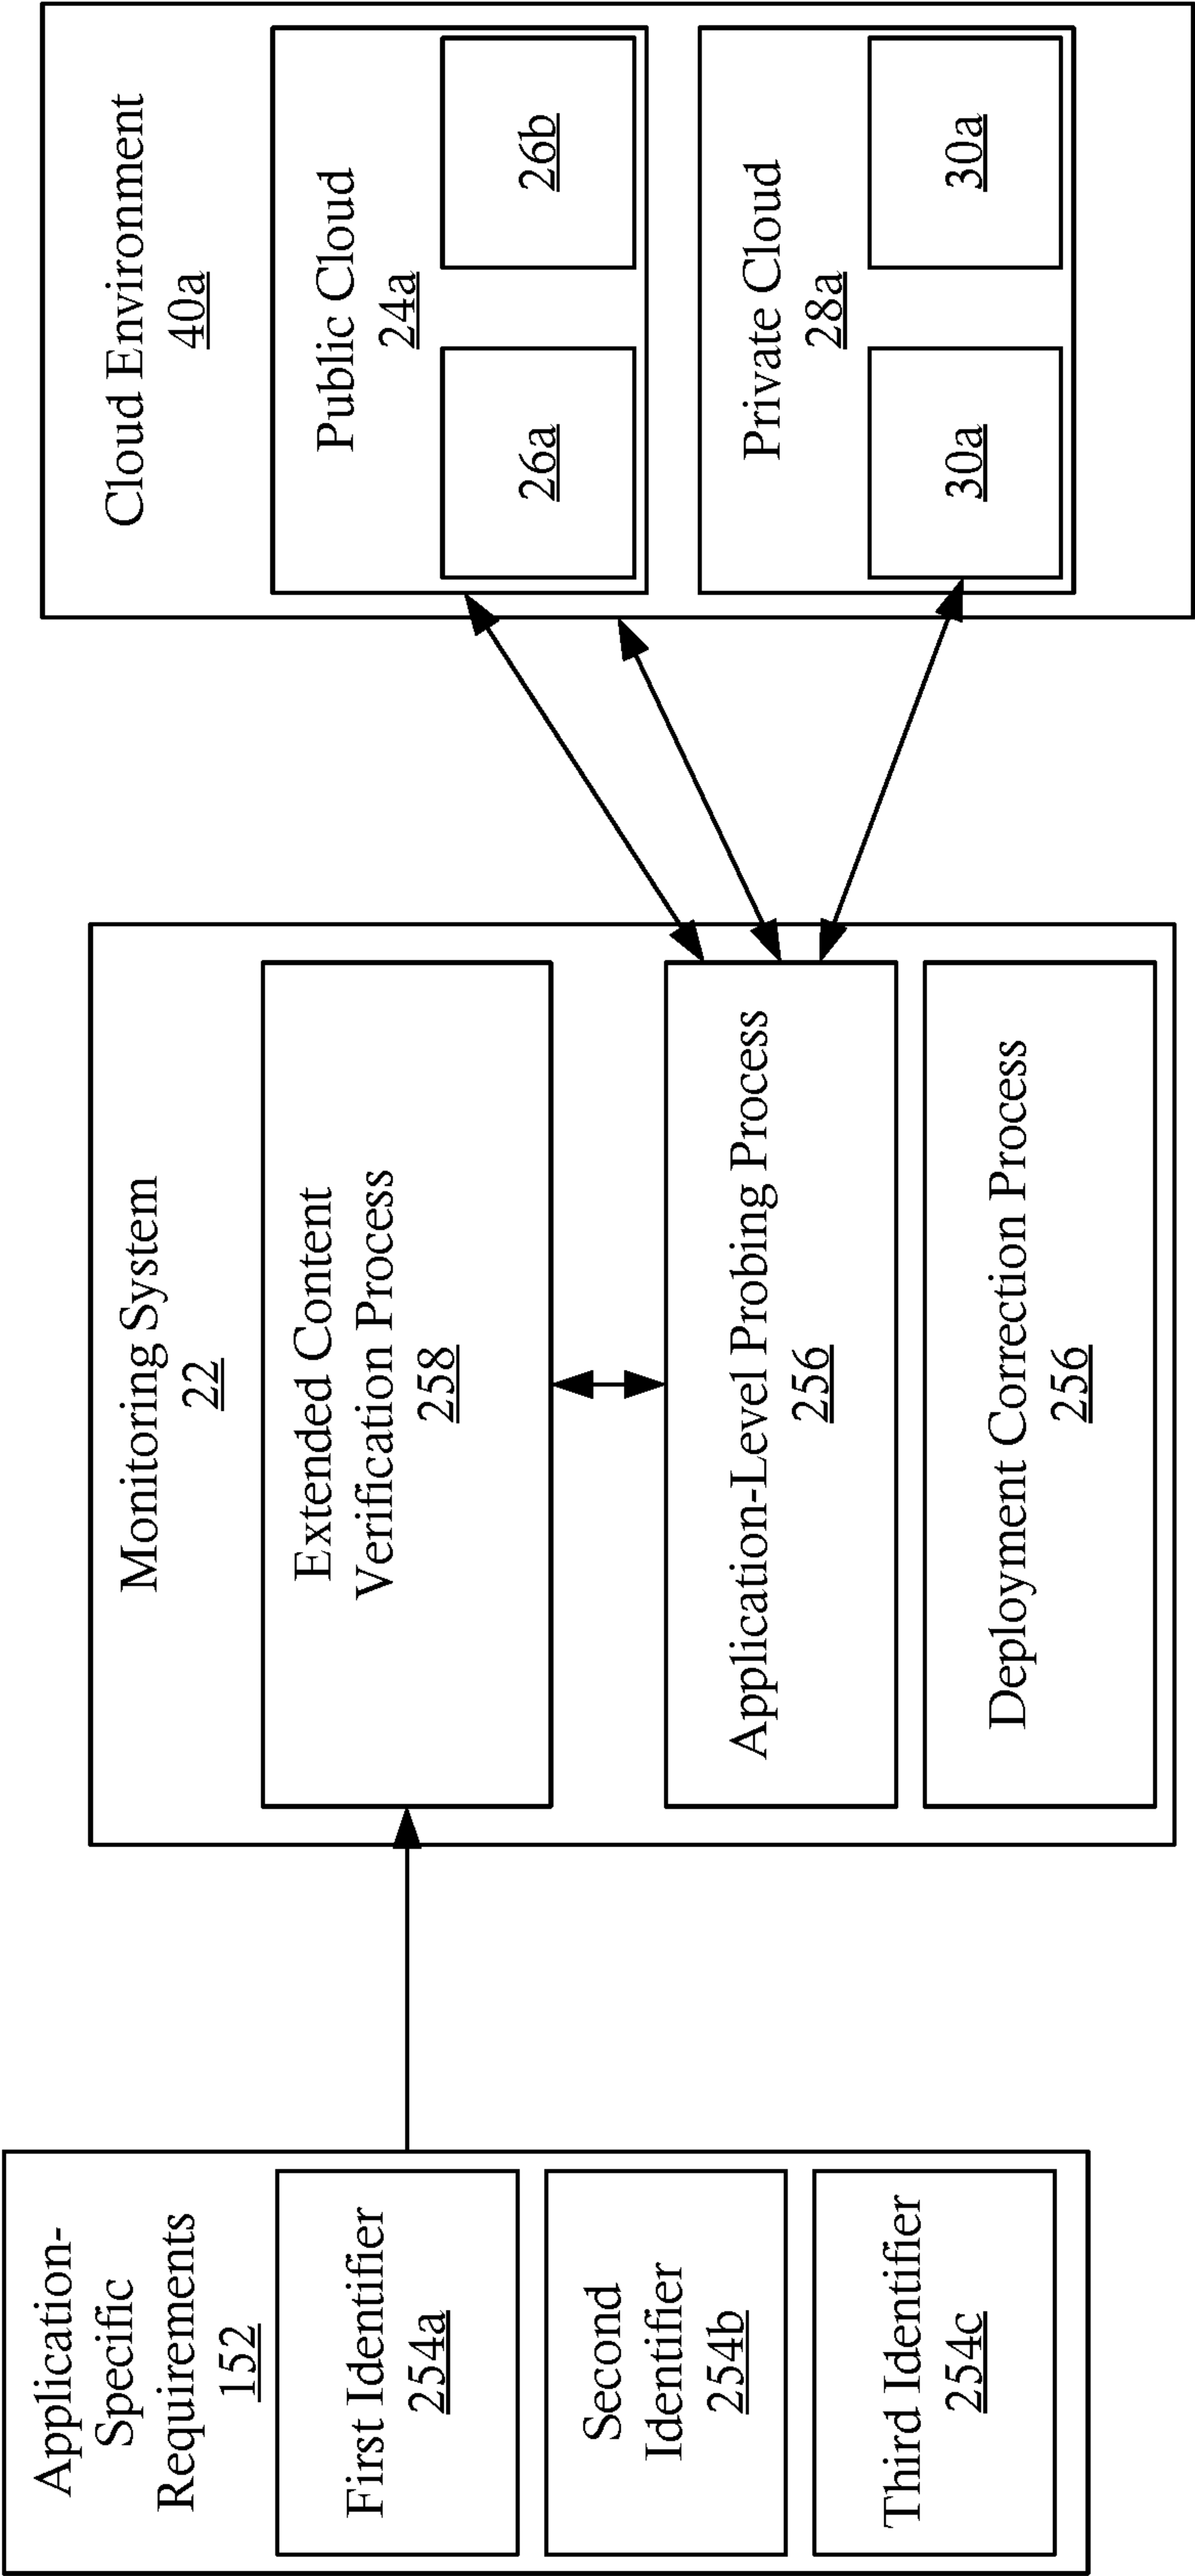 Application-
Specific
Requirements
152
First Identifier
254a
Second
Identifier
254b
Third Identifier
254c
Monitoring System
22
Extended Content
Verification Process
258
Application-Level Probing Process
256
Deployment Correction Process
256
Cloud Environment
40a
Public Cloud
24a
26a
26b
Private Cloud
28a
30a
30a